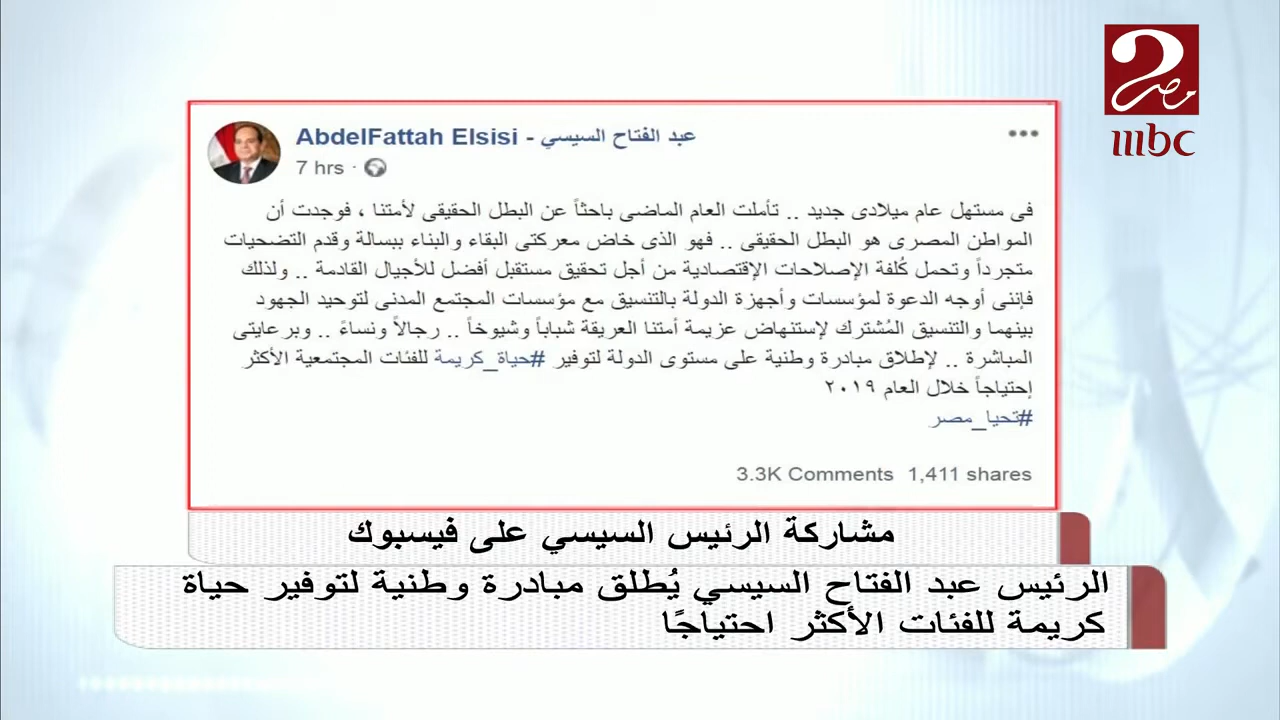 مصر
mbc
AbdelFattah Elsisi - عبد الفتاح السيسي
7 hrs ·
فى مستهل عام ميلادى جديد .. تأملت العام الماضى باحثاً عن البطل الحقيقى لأمتنا ، فوجدت أن
المواطن المصرى هو البطل الحقيقى .. فهو الذى خاض معركتى البقاء والبناء ببسالة وقدم التضحيات
متجرداً وتحمل كُلفة الإصلاحات الإقتصادية من أجل تحقيق مستقبل أفضل للأجيال القادمة .. ولذلك
فإننى أوجه الدعوة لمؤسسات وأجهزة الدولة بالتنسيق مع مؤسسات المجتمع المدنى لتوحيد الجهود
بينهما والتنسيق المُشترك لإستنهاض عزيمة أمتنا العريقة شباباً وشيوخاً .. رجالاً ونساءً .. وبرعايتى
المباشرة .. لإطلاق مبادرة وطنية على مستوى الدولة لتوفير #حياة_كريمة للفئات المجتمعية الأكثر
إحتياجاً خلال العام ٢٠١٩
#تحيا_مصر
3.3K Comments 1,411 shares
مشاركة الرئيس السيسي على فيسبوك
الرئيس عبد الفتاح السيسي يُطلق مبادرة وطنية لتوفير حياة
كريمة للفئات الأكثر احتياجًا